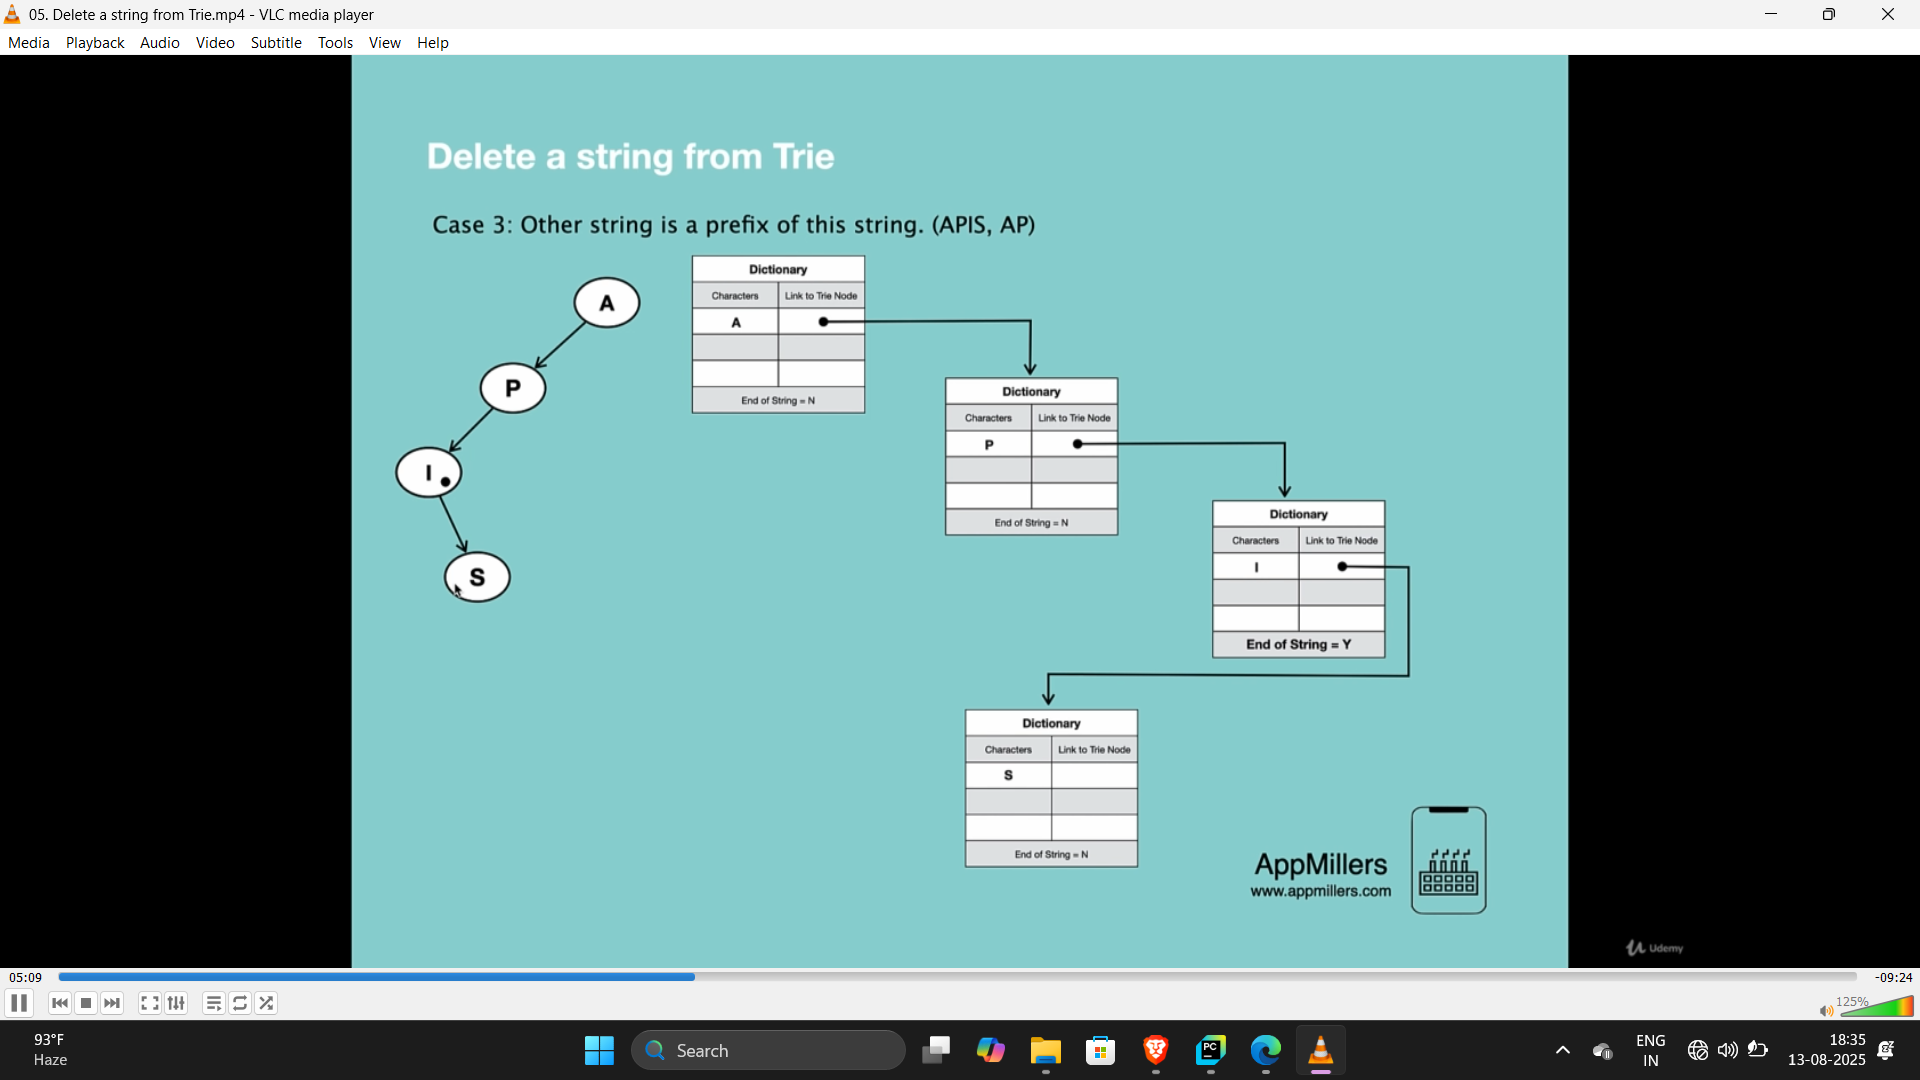 05. Delete a string from Trie.mp4 - VLC media player
Media Playback Audio Video Subtitle Tools View Help
Delete a string from Trie
Case 3: Other string is a prefix of this string. (APIS, AP)
A
P
I
S
Dictionary
Characters Link to Trie Node
A
End of String = N
Dictionary
Characters Link to Trie Node
P
End of String = N
Dictionary
Characters Link to Trie Node
I
End of String = Y
Dictionary
Characters Link to Trie Node
S
End of String = N
AppMillers
www.appmillers.com
Udemy
05:09 -09:24
125%
93°F
Haze
Search
PC
ENG
IN
18:35
13-08-2025